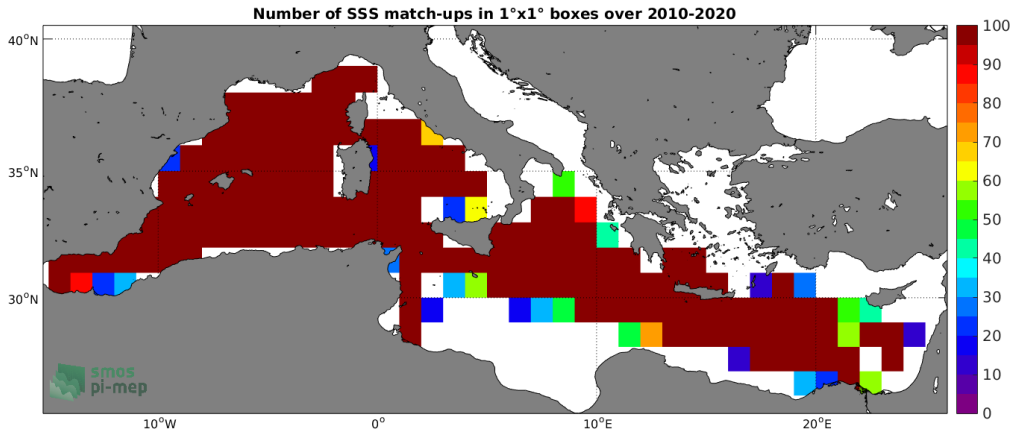 Number of SSS match-ups in 1°x1° boxes over 2010-2020
40°N
35°N
30°N
10°W
0°
10°E
20°E
100
90
80
70
60
50
40
30
20
10
0
smos
pi-mep